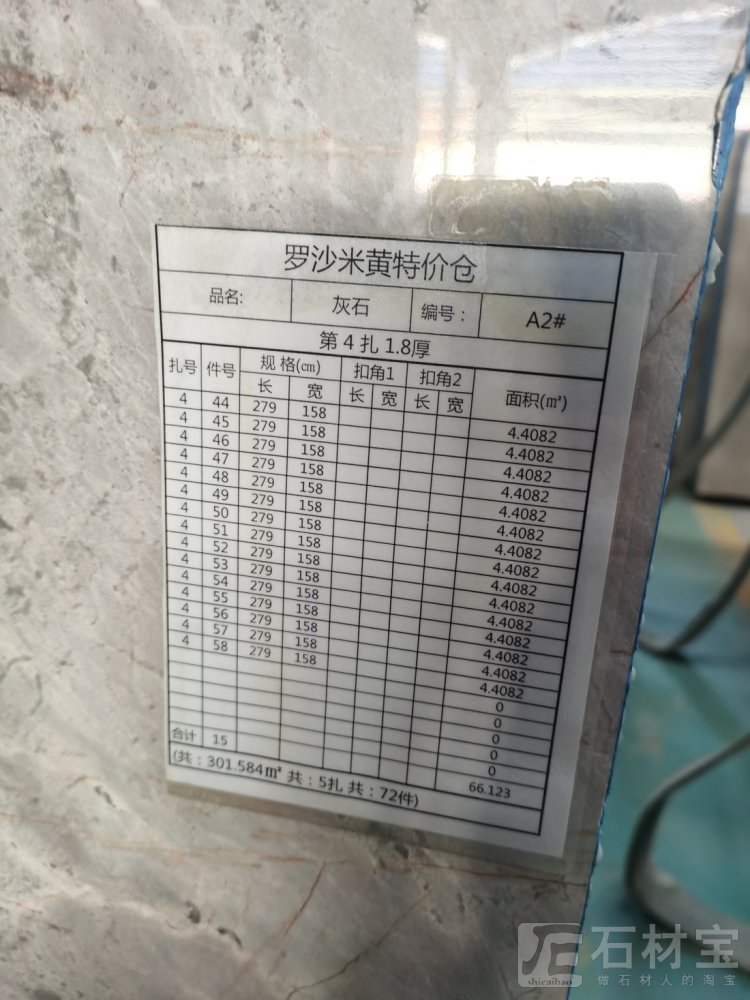 罗沙米黄特价仓
品名: 灰石 编号： A2#
第 4 扎 1.8厚
扎号 件号 规 格(㎝) 扣角1 扣角2 面积(㎡)
长 宽 长 宽 长 宽
4 44 279 158 4.4082
4 45 279 158 4.4082
4 46 279 158 4.4082
4 47 279 158 4.4082
4 48 279 158 4.4082
4 49 279 158 4.4082
4 50 279 158 4.4082
4 51 279 158 4.4082
4 52 279 158 4.4082
4 53 279 158 4.4082
4 54 279 158 4.4082
4 55 279 158 4.4082
4 56 279 158 4.4082
4 57 279 158 4.4082
4 58 279 158 4.4082
0
0
0
0
0
合计 15 66.123
(共：301.584㎡ 共：5扎 共：72件)
石材宝
shicaibao 做石材人的淘宝